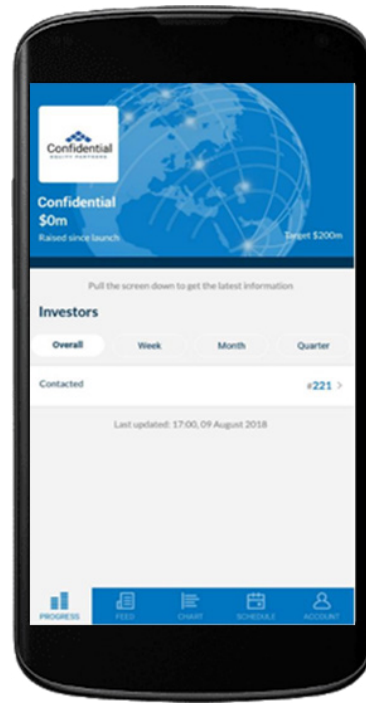 Confidential
EQUITY PARTNERS
Confidential
$0m
Raised since launch Target $200m
Pull the screen down to get the latest information
Investors
Overall Week Month Quarter
Contacted #221 >
Last updated: 17:00, 09 August 2018
PROGRESS FEED CHART SCHEDULE ACCOUNT